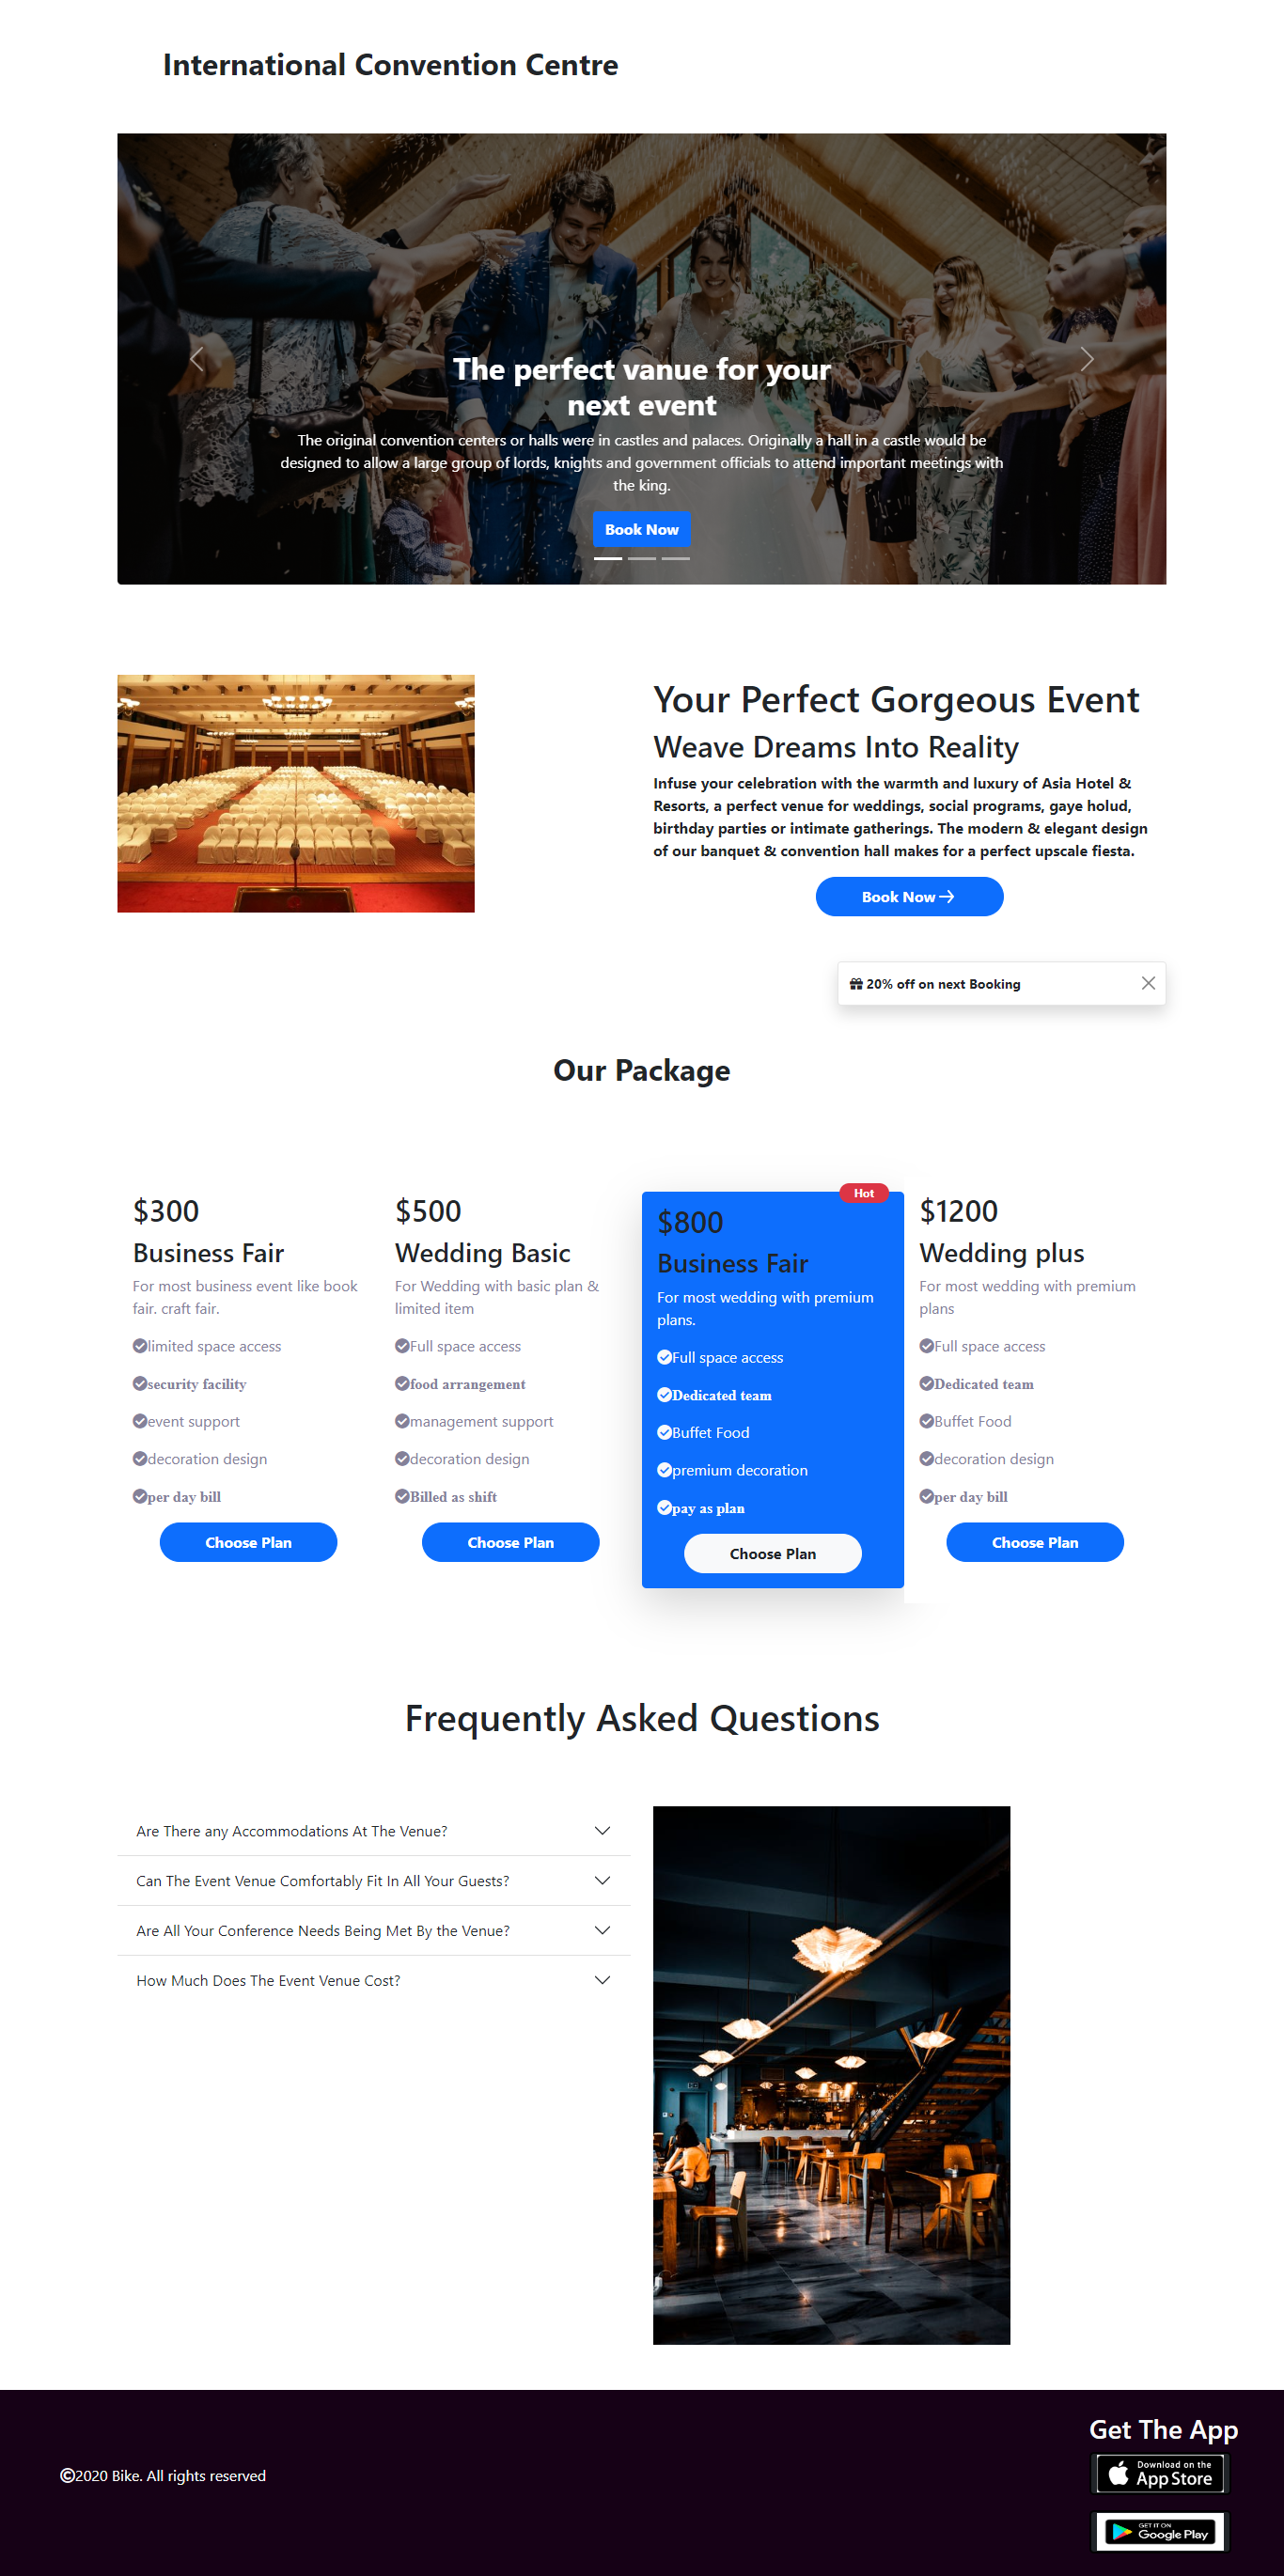 International Convention Centre
The perfect vanue for your
next event
The original convention centers or halls were in castles and palaces. Originally a hall in a castle would be
designed to allow a large group of lords, knights and government officials to attend important meetings with
the king.
Book Now
Your Perfect Gorgeous Event
Weave Dreams Into Reality
Infuse your celebration with the warmth and luxury of Asia Hotel &
Resorts, a perfect venue for weddings, social programs, gaye holud,
birthday parties or intimate gatherings. The modern & elegant design
of our banquet & convention hall makes for a perfect upscale fiesta.
Book Now →
20% off on next Booking
Our Package
$300
Business Fair
For most business event like book
fair. craft fair.
limited space access
security facility
event support
decoration design
per day bill
Choose Plan
$500
Wedding Basic
For Wedding with basic plan &
limited item
Full space access
food arrangement
management support
decoration design
Billed as shift
Choose Plan
Hot
$800
Business Fair
For most wedding with premium
plans.
Full space access
Dedicated team
Buffet Food
premium decoration
pay as plan
Choose Plan
$1200
Wedding plus
For most wedding with premium
plans
Full space access
Dedicated team
Buffet Food
decoration design
per day bill
Choose Plan
Frequently Asked Questions
Are There any Accommodations At The Venue?
Can The Event Venue Comfortably Fit In All Your Guests?
Are All Your Conference Needs Being Met By the Venue?
How Much Does The Event Venue Cost?
©2020 Bike. All rights reserved
Get The App
Download on the
App Store
GET IT ON
Google Play